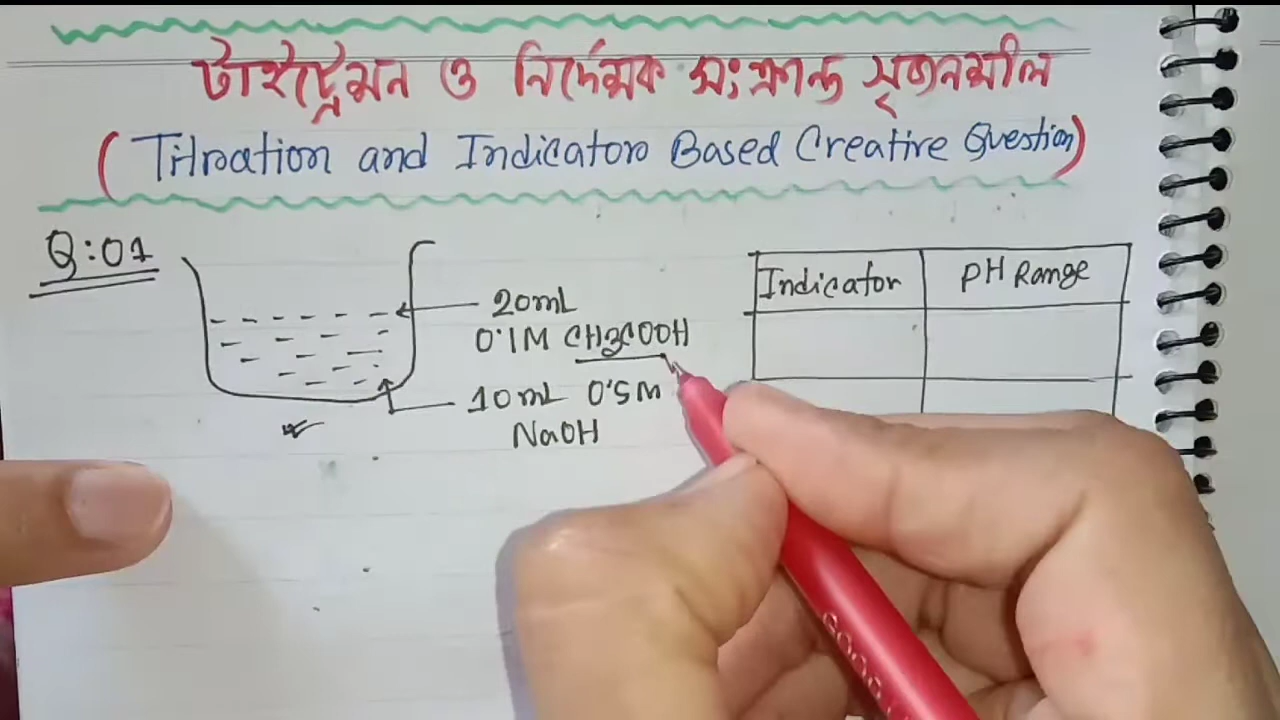 টাইট্রেশন ও নির্দেশক সংক্রান্ত সৃজনশীল
(Titration and Indicator Based Creative Question)
Q:01
20mL
0.1M CH3COOH
10mL 0.5M
NaOH
Indicator PH Range